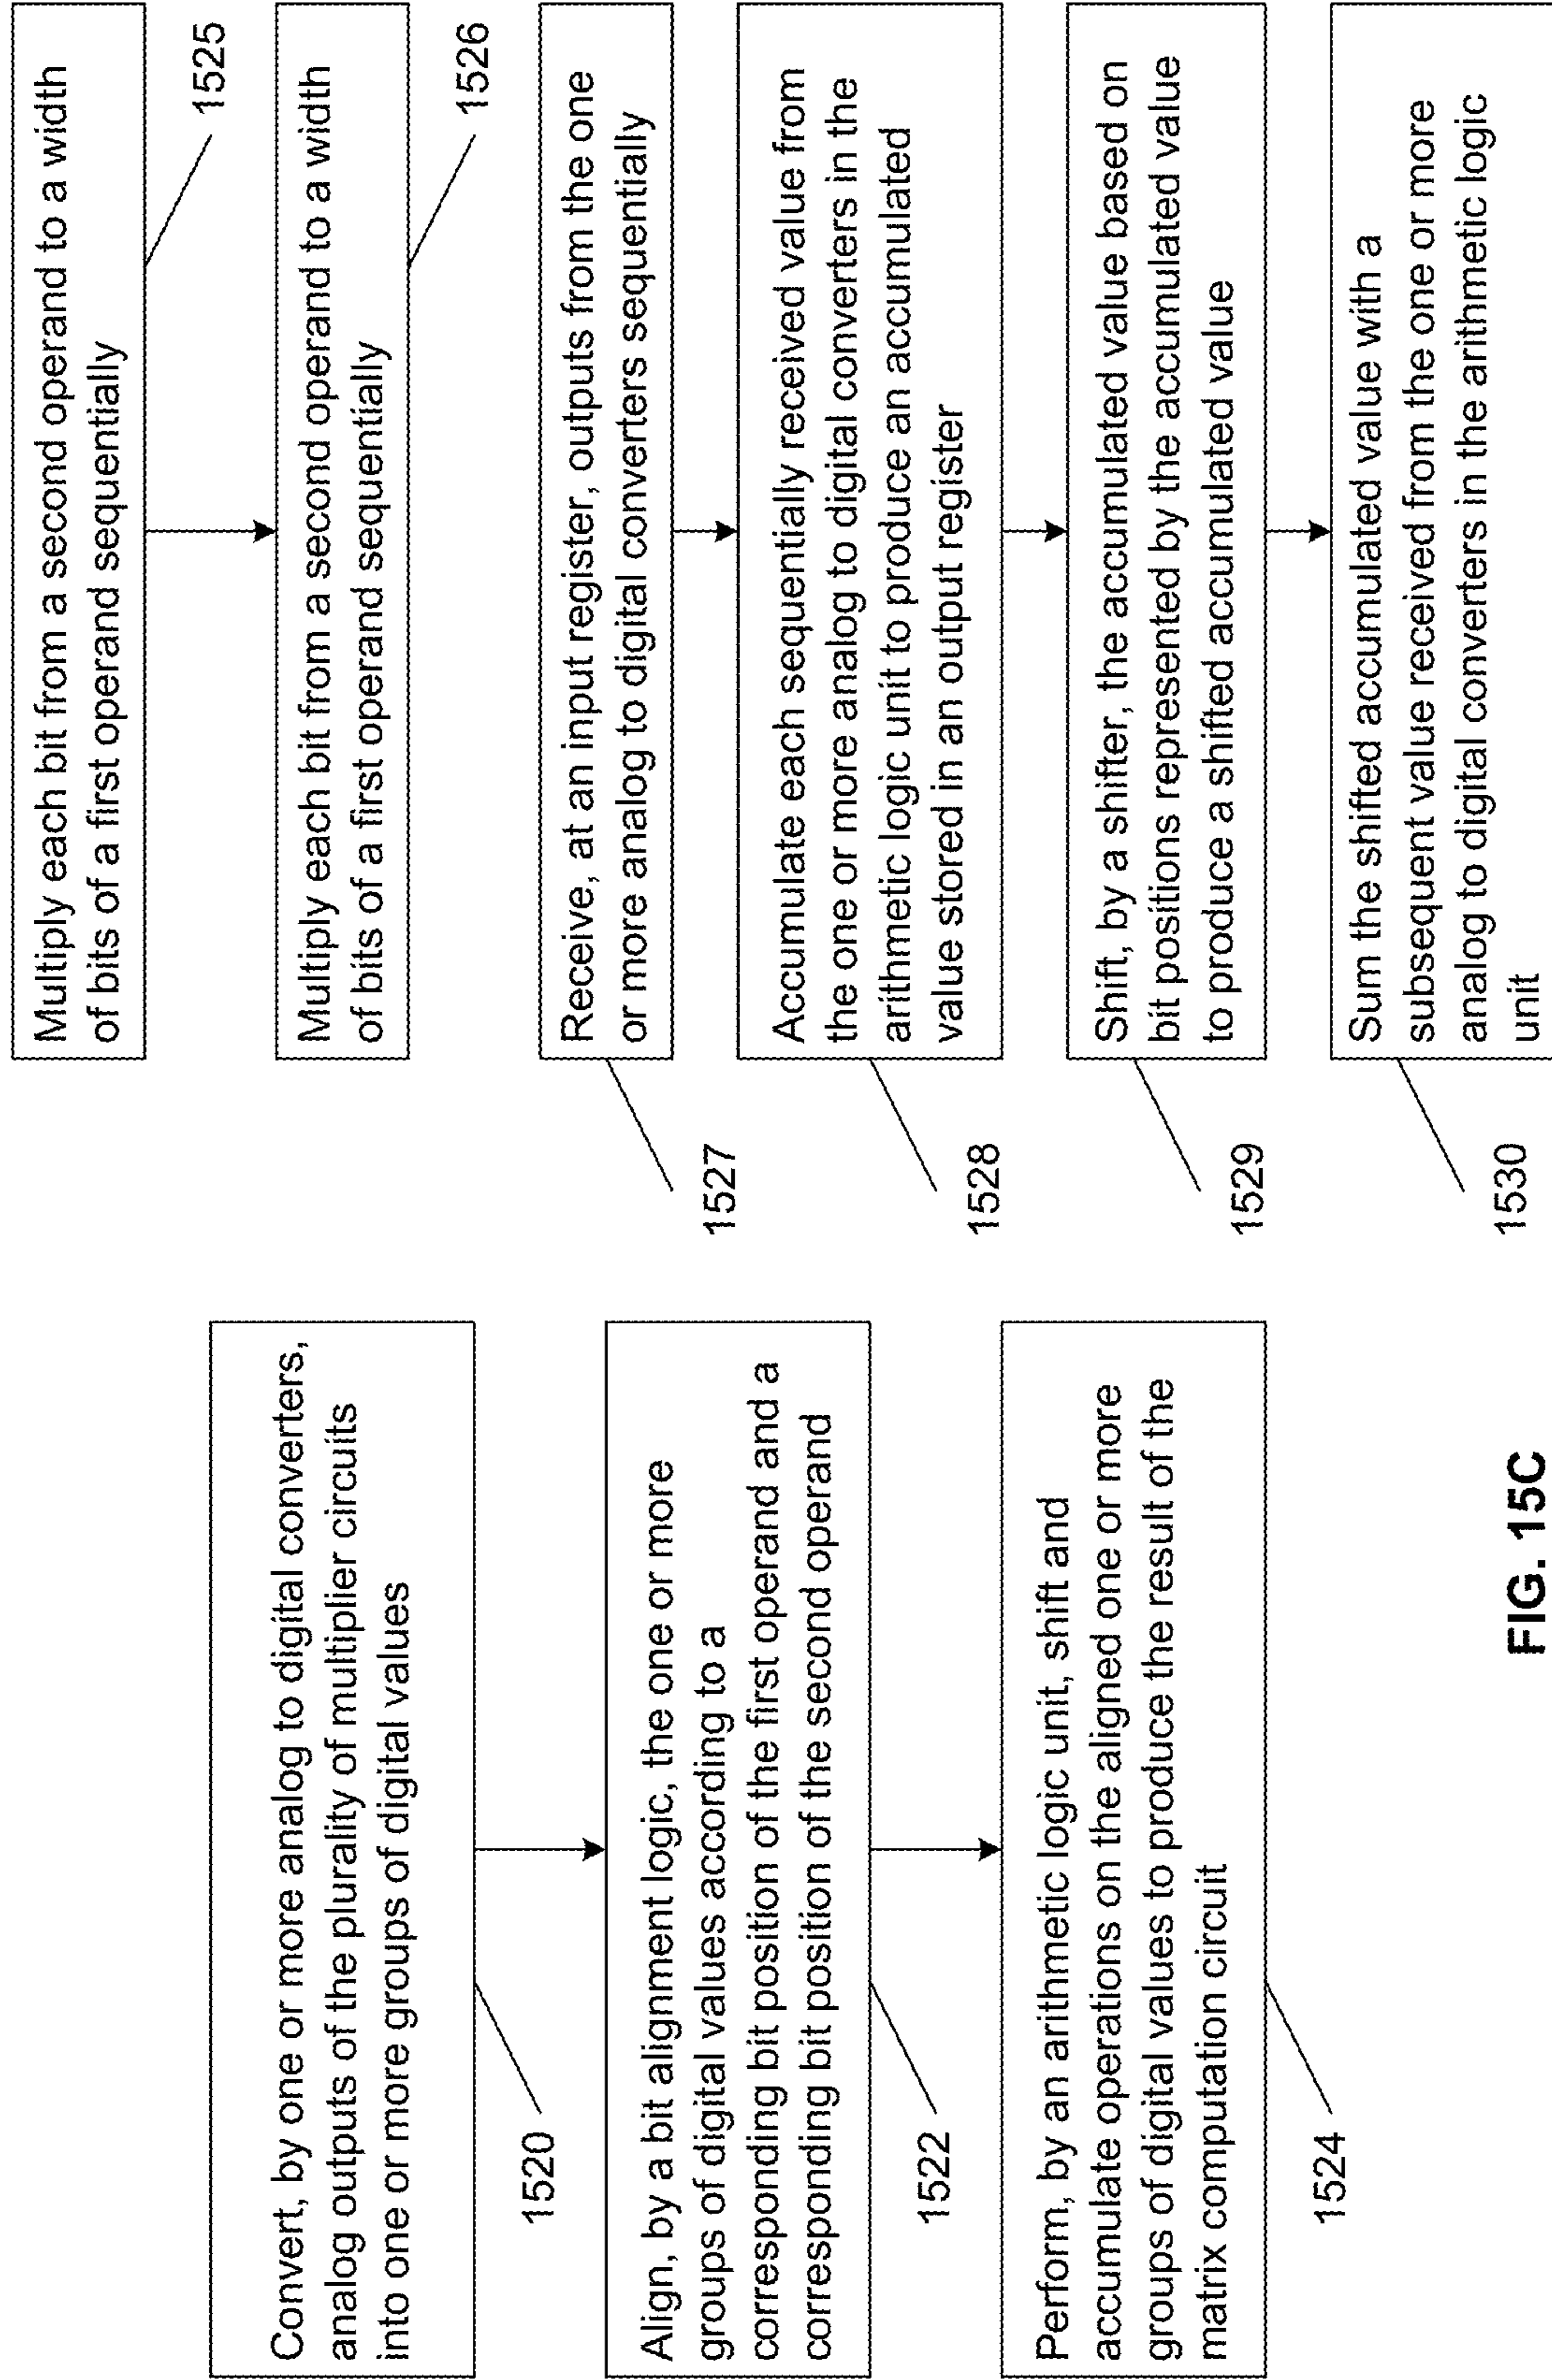 Convert, by one or more analog to digital converters,
analog outputs of the plurality of multiplier circuits
into one or more groups of digital values
1520
Align, by a bit alignment logic, the one or more
groups of digital values according to a
corresponding bit position of the first operand and a
corresponding bit position of the second operand
1522
Perform, by an arithmetic logic unit, shift and
accumulate operations on the aligned one or more
groups of digital values to produce the result of the
matrix computation circuit
1524
Multiply each bit from a second operand to a width
of bits of a first operand sequentially
1525
Multiply each bit from a second operand to a width
of bits of a first operand sequentially
1526
Receive, at an input register, outputs from the one
or more analog to digital converters sequentially
1527
Accumulate each sequentially received value from
the one or more analog to digital converters in the
arithmetic logic unit to produce an accumulated
value stored in an output register
1528
Shift, by a shifter, the accumulated value based on
bit positions represented by the accumulated value
to produce a shifted accumulated value
1529
Sum the shifted accumulated value with a
subsequent value received from the one or more
analog to digital converters in the arithmetic logic
unit
1530
FIG. 15C